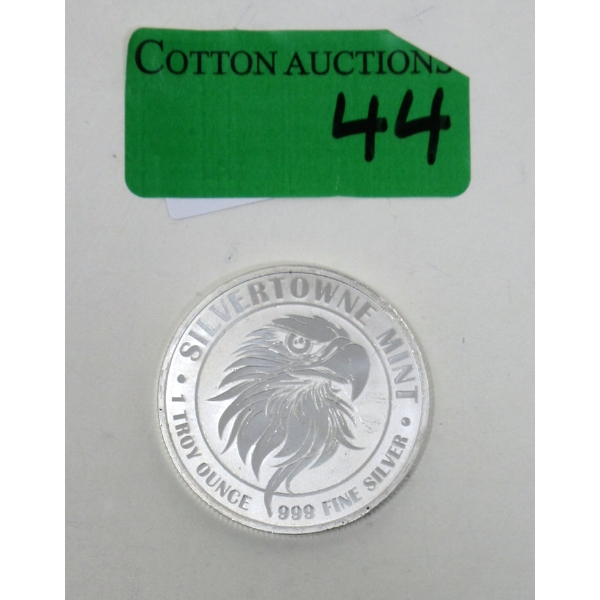 COTTON AUCTIONS
44
SILVERTOWNE MINT
• 1 TROY OUNCE 999 FINE SILVER •